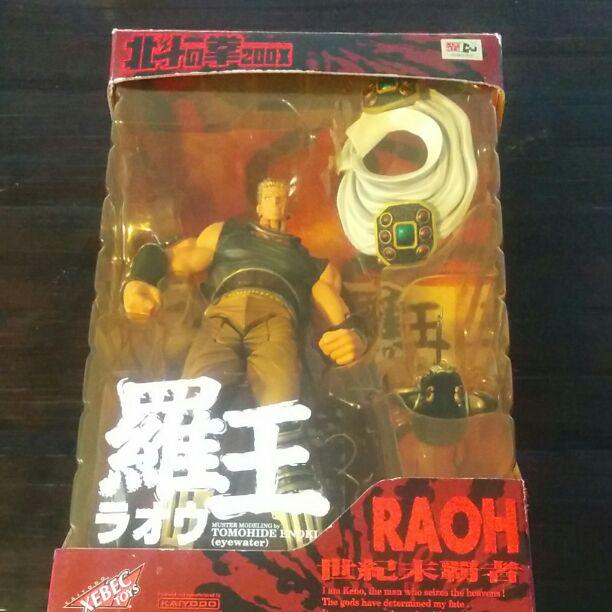 北斗の拳200X
羅王
ラオウ
MUSTER MODELING by
TOMOHIDE ENOKI
(eyewater)
RAOH
世紀末覇者
I am Keno, the man who seizes the heavens !
The gods have determined my fate .
XEBEC
TOYS
KAIYODO